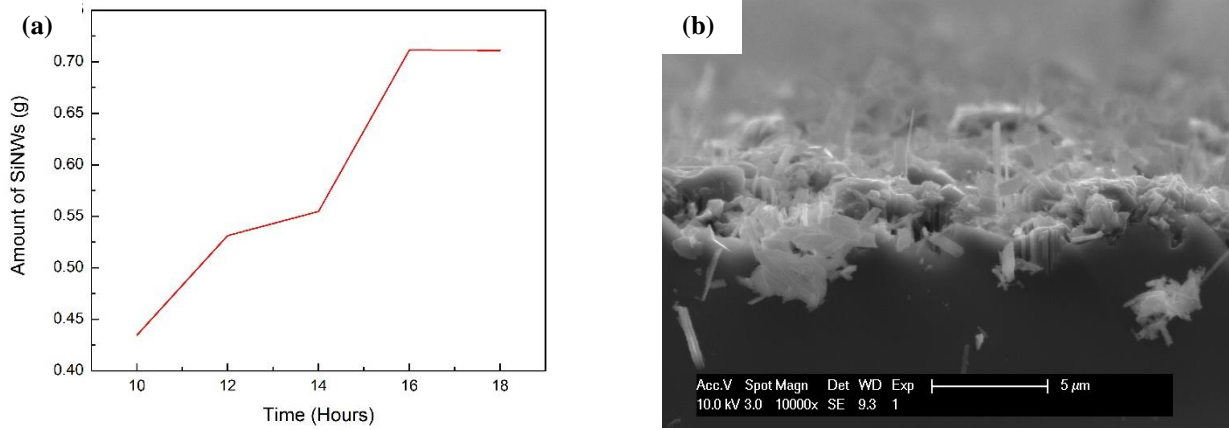 (a)
0.70
0.65
0.60
0.55
0.50
0.45
0.40
Amount of SiNWs (g)
10 12 14 16 18
Time (Hours)
(b)
Acc.V Spot Magn Det WD Exp 5 µm
10.0 kV 3.0 10000x SE 9.3 1